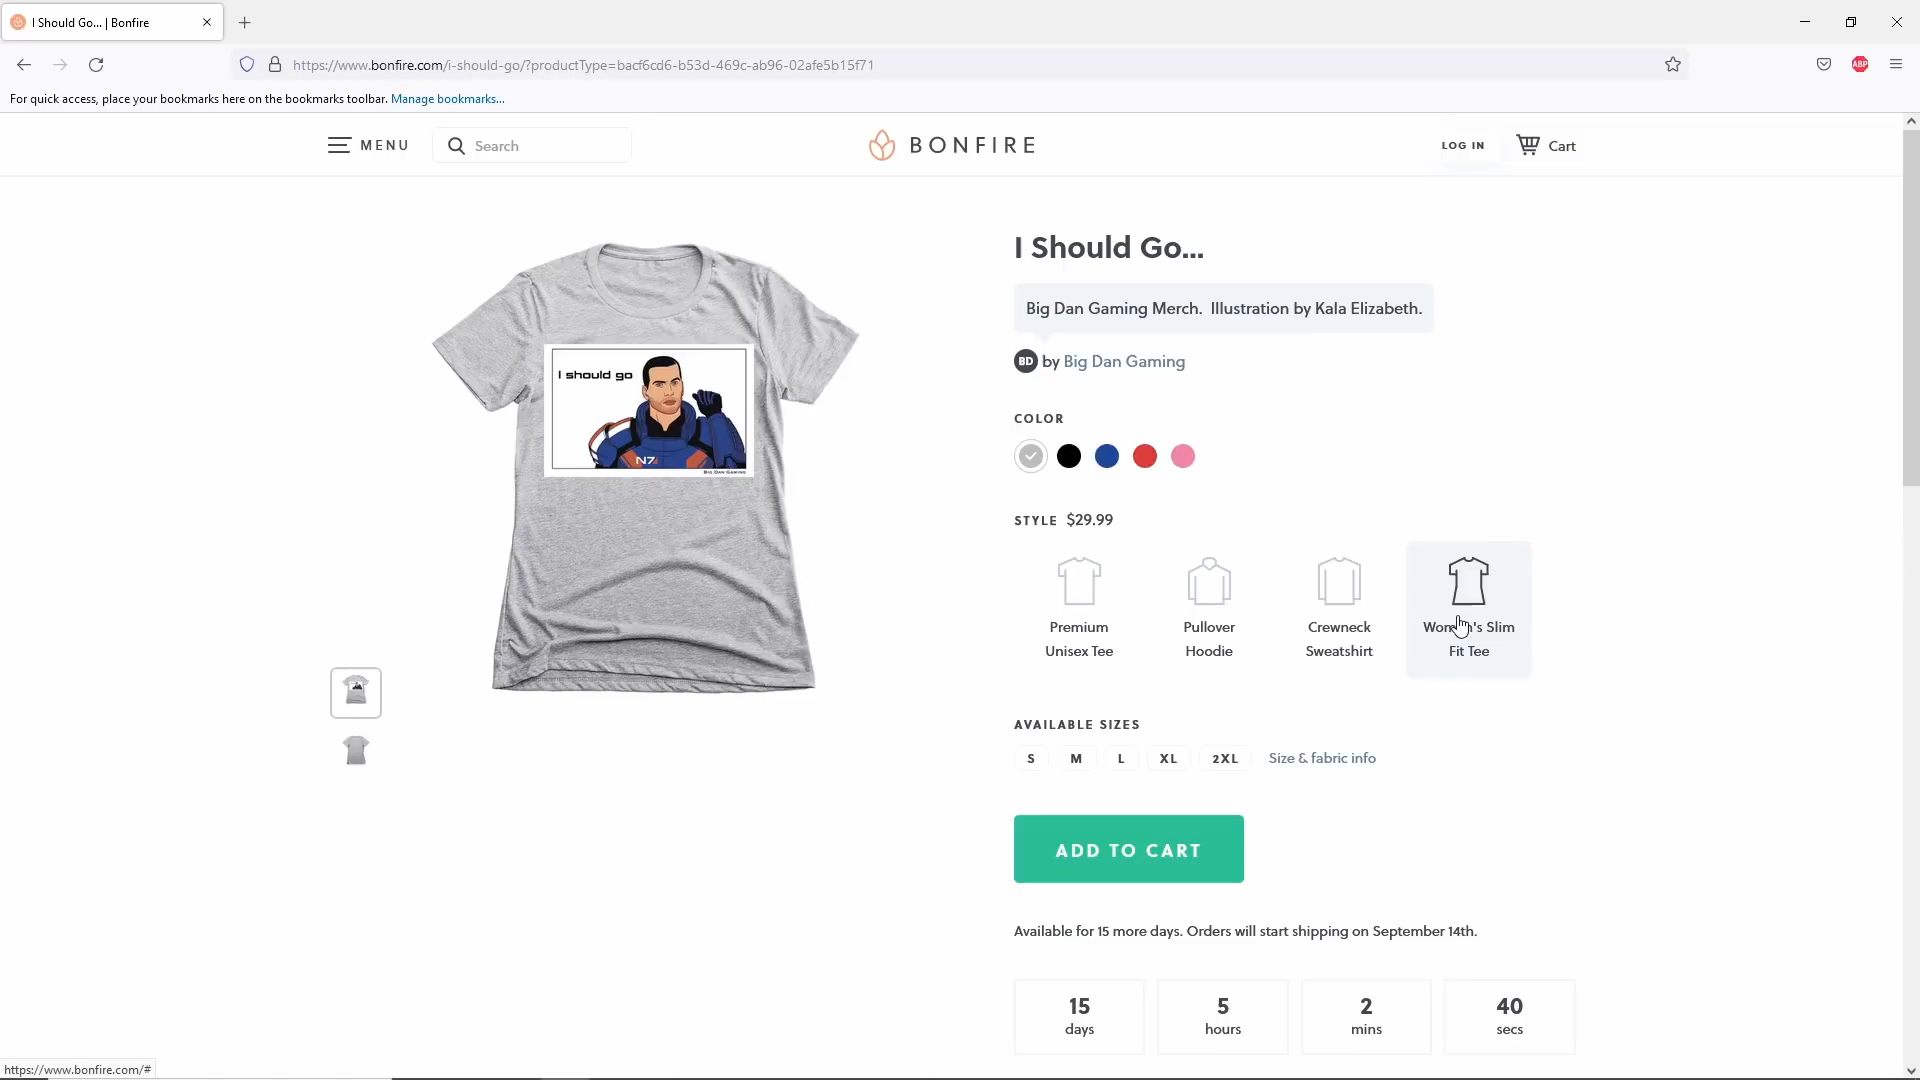 I Should Go... | Bonfire
https://www.bonfire.com/i-should-go/?productType=bacf6cd6-b53d-469c-ab96-02afe5b15f71
ABP
For quick access, place your bookmarks here on the bookmarks toolbar. Manage bookmarks...
MENU
Search
BONFIRE
LOG IN
Cart
I should go
N7
BIG DAN GAMING
I Should Go...
Big Dan Gaming Merch. Illustration by Kala Elizabeth.
BD by Big Dan Gaming
COLOR
STYLE $29.99
Premium Unisex Tee
Pullover Hoodie
Crewneck Sweatshirt
Women's Slim Fit Tee
AVAILABLE SIZES
S M L XL 2XL Size & fabric info
ADD TO CART
Available for 15 more days. Orders will start shipping on September 14th.
15 days
5 hours
2 mins
40 secs
https://www.bonfire.com/#